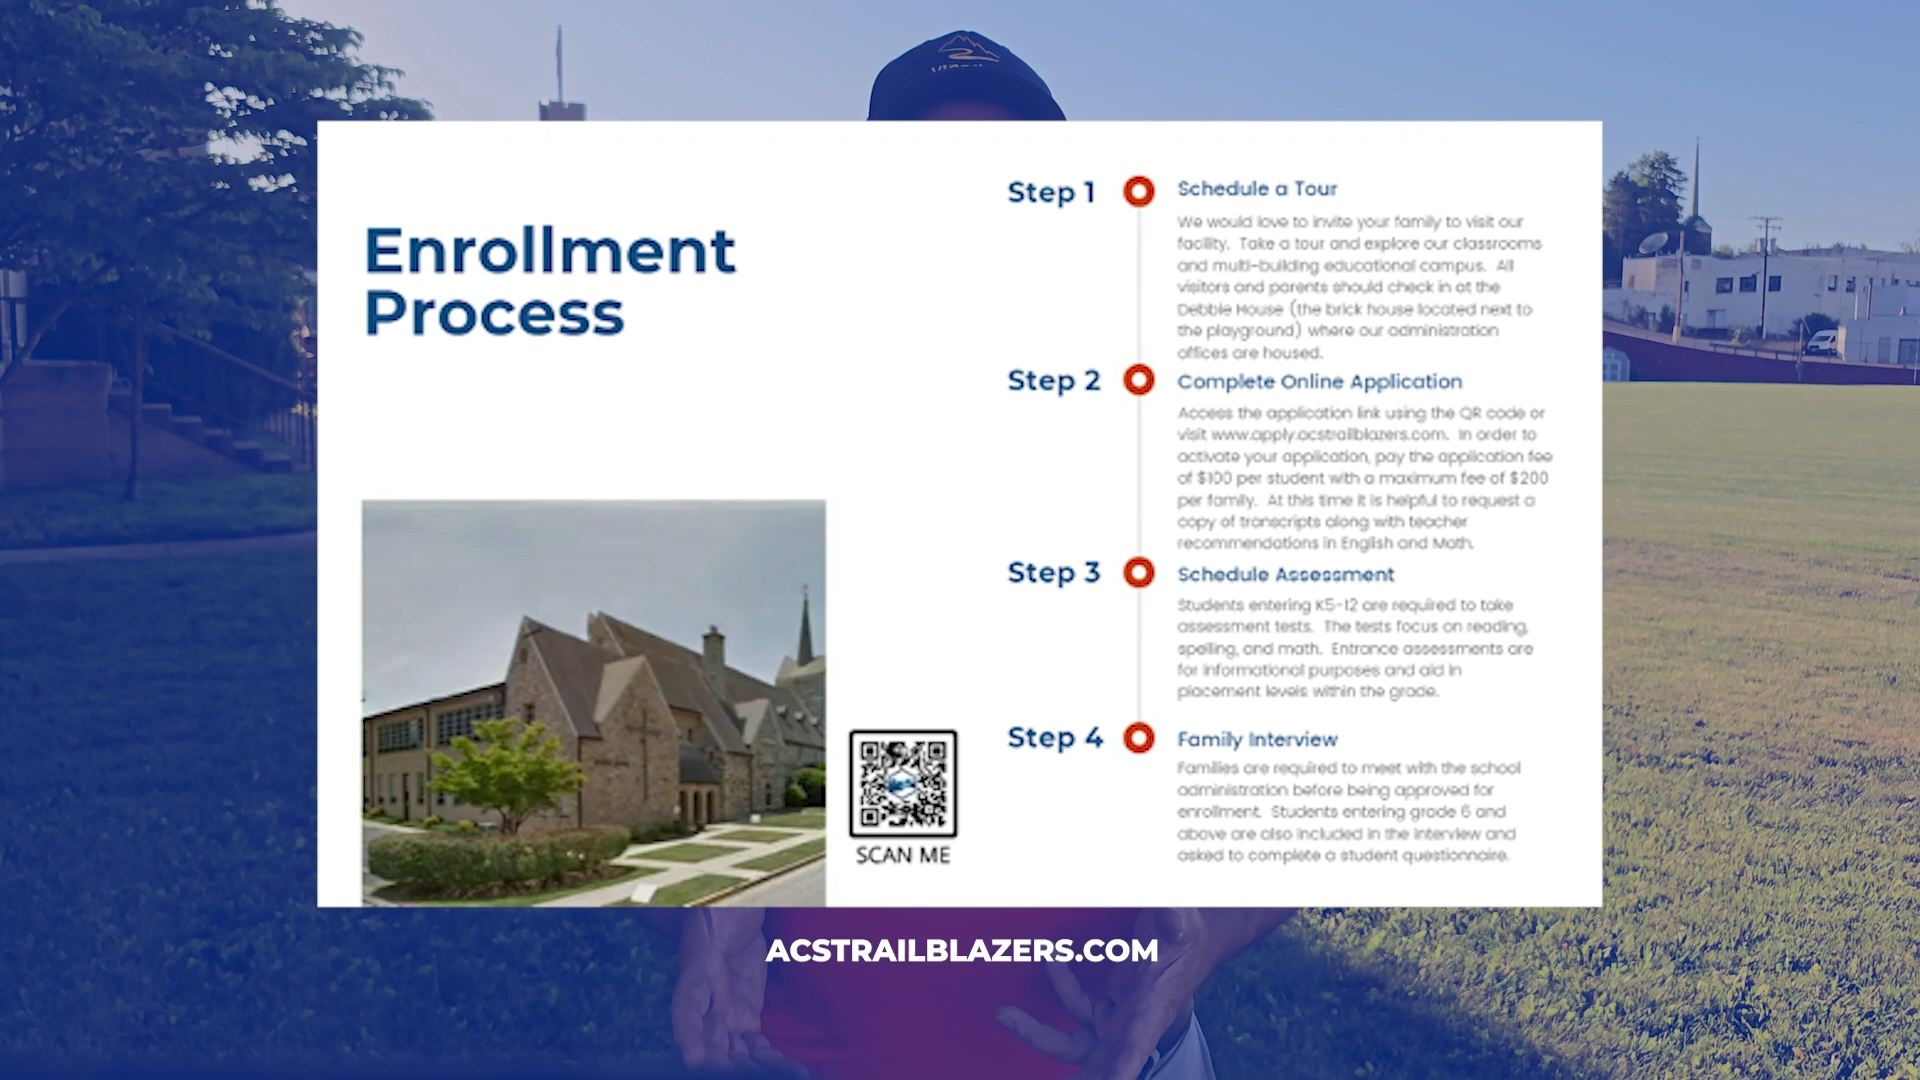 Enrollment
Process
Step 1
Schedule a Tour
We would love to invite your family to visit our
facility. Take a tour and explore our classrooms
and multi-building educational campus. All
visitors and parents should check in at the
Debbie House (the brick house located next to
the playground) where our administration
offices are housed.
Step 2
Complete Online Application
Access the application link using the QR code or
visit www.apply.acstrailblazers.com. In order to
activate your application, pay the application fee
of $100 per student with a maximum fee of $200
per family. At this time it is helpful to request a
copy of transcripts along with teacher
recommendations in English and Math.
Step 3
Schedule Assessment
Students entering K5-12 are required to take
assessment tests. The tests focus on reading,
spelling, and math. Entrance assessments are
for informational purposes and aid in
placement levels within the grade.
Step 4
Family Interview
Families are required to meet with the school
administration before being approved for
enrollment. Students entering grade 6 and
above are also included in the interview and
asked to complete a student questionnaire.
SCAN ME
ACSTRAILBLAZERS.COM